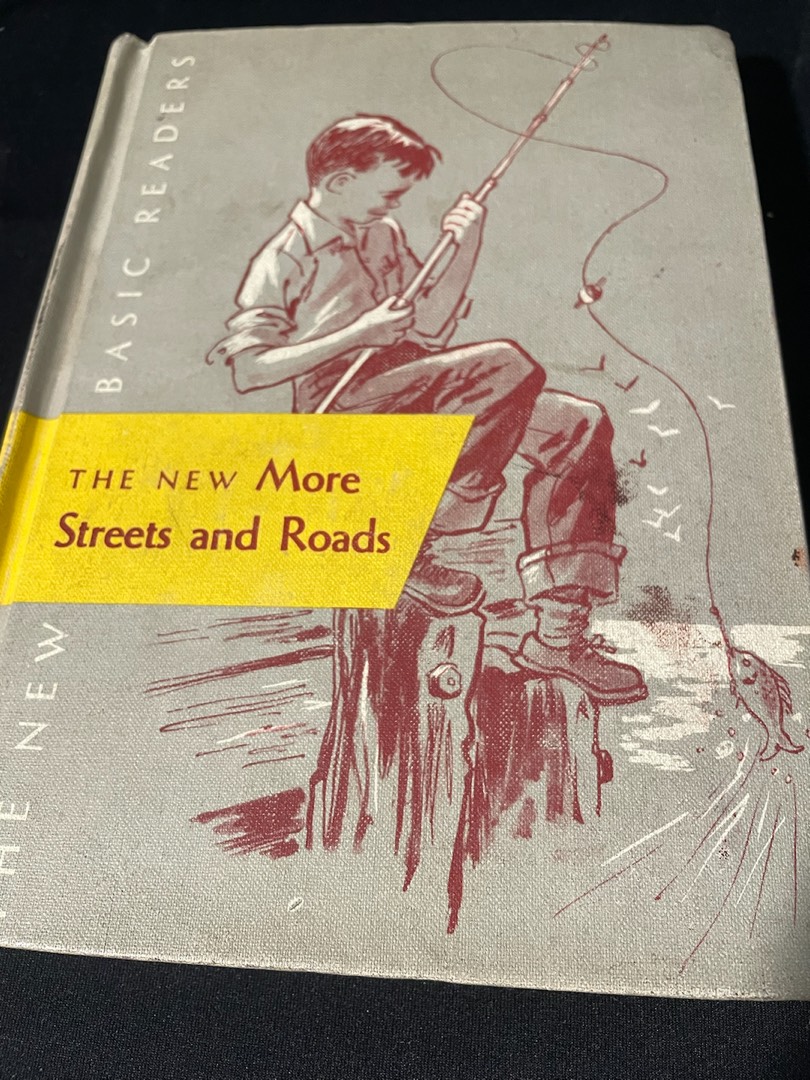 THE NEW BASIC READERS
THE NEW More
Streets and Roads